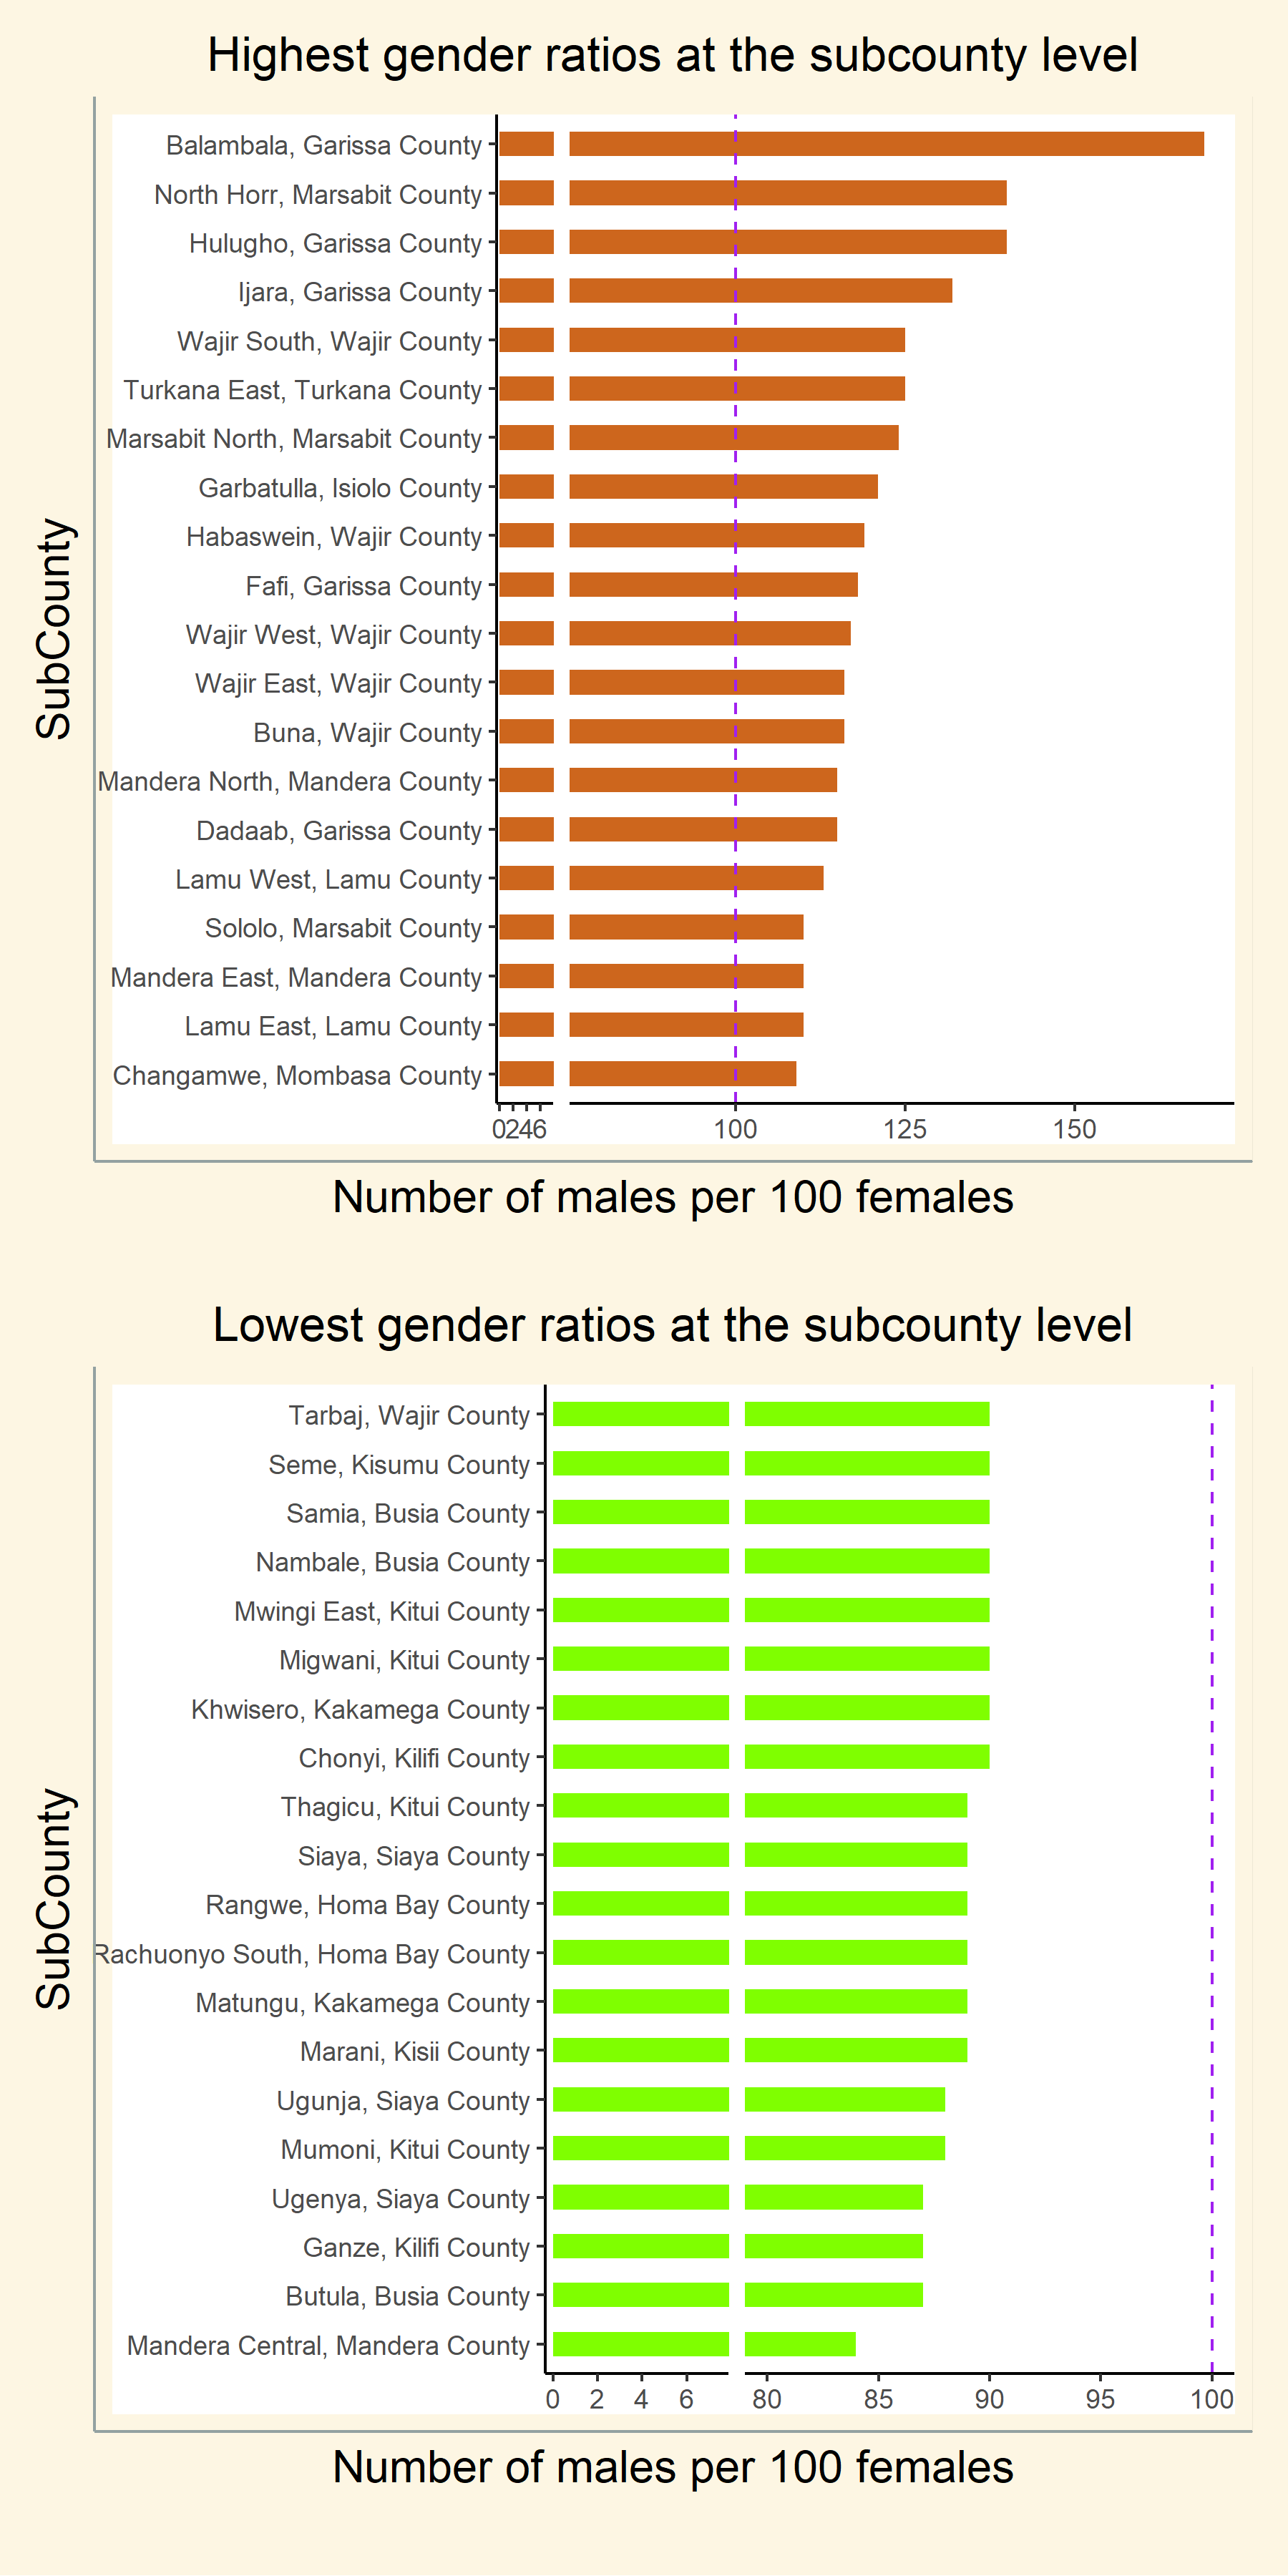 Highest gender ratios at the subcounty level
SubCounty
Balambala, Garissa County
North Horr, Marsabit County
Hulugho, Garissa County
Ijara, Garissa County
Wajir South, Wajir County
Turkana East, Turkana County
Marsabit North, Marsabit County
Garbatulla, Isiolo County
Habaswein, Wajir County
Fafi, Garissa County
Wajir West, Wajir County
Wajir East, Wajir County
Buna, Wajir County
Mandera North, Mandera County
Dadaab, Garissa County
Lamu West, Lamu County
Sololo, Marsabit County
Mandera East, Mandera County
Lamu East, Lamu County
Changamwe, Mombasa County
0 2 4 6 100 125 150
Number of males per 100 females
Lowest gender ratios at the subcounty level
SubCounty
Tarbaj, Wajir County
Seme, Kisumu County
Samia, Busia County
Nambale, Busia County
Mwingi East, Kitui County
Migwani, Kitui County
Khwisero, Kakamega County
Chonyi, Kilifi County
Thagicu, Kitui County
Siaya, Siaya County
Rangwe, Homa Bay County
Rachuonyo South, Homa Bay County
Matungu, Kakamega County
Marani, Kisii County
Ugunja, Siaya County
Mumoni, Kitui County
Ugenya, Siaya County
Ganze, Kilifi County
Butula, Busia County
Mandera Central, Mandera County
0 2 4 6 80 85 90 95 100
Number of males per 100 females